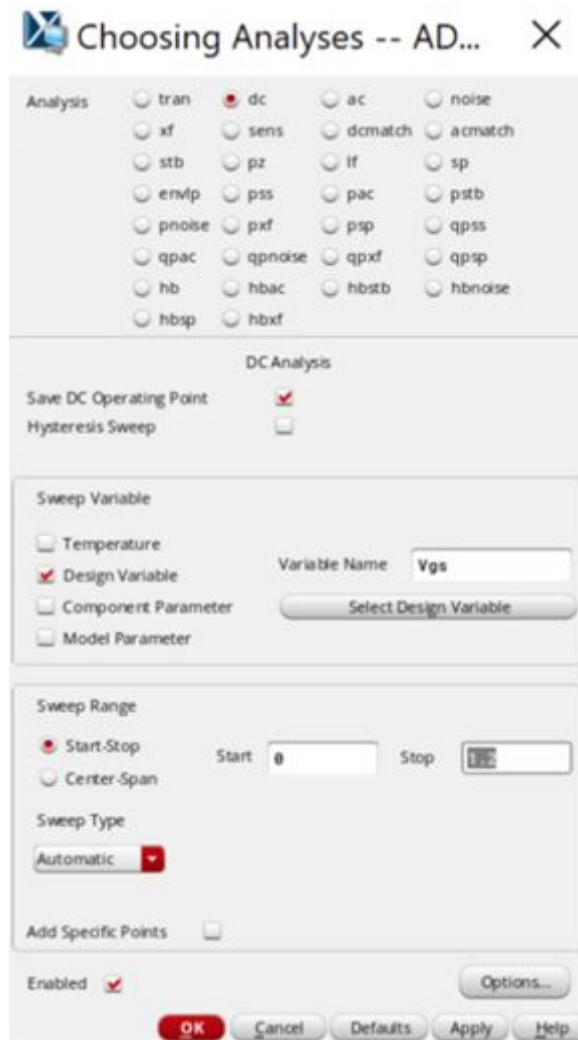 Choosing Analyses -- AD...
Analysis tran dc ac noise
xf sens dcmatch acmatch
stb pz lf sp
envlp pss pac pstb
pnoise pxf psp qpss
qpac qpnoise qpxf qpsp
hb hbac hbstb hbnoise
hbsp hbxf
DC Analysis
Save DC Operating Point
Hysteresis Sweep
Sweep Variable
Temperature
Design Variable
Variable Name Vgs
Component Parameter
Select Design Variable
Model Parameter
Sweep Range
Start-Stop
Start 0 Stop 1.2
Center-Span
Sweep Type
Automatic
Add Specific Points
Enabled
Options...
OK Cancel Defaults Apply Help